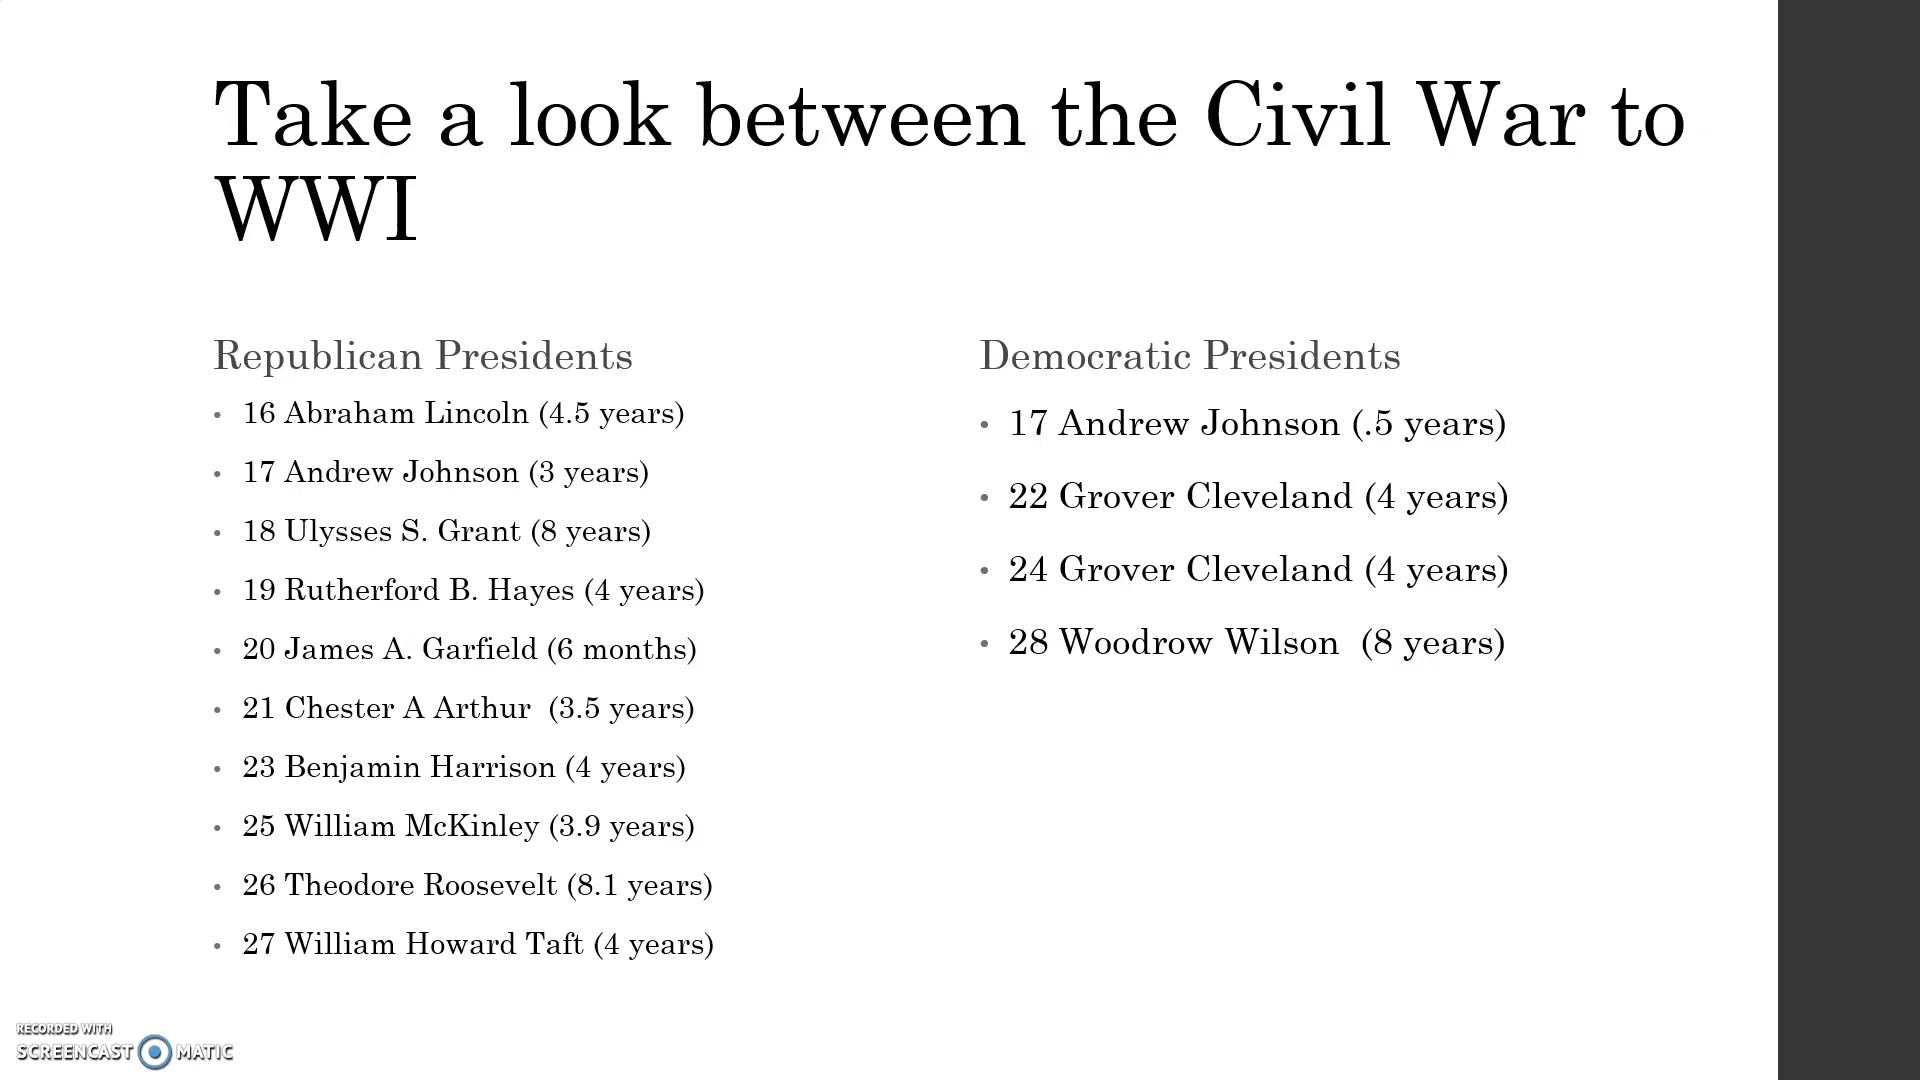 Take a look between the Civil War to
WWI
Republican Presidents
• 16 Abraham Lincoln (4.5 years)
• 17 Andrew Johnson (3 years)
• 18 Ulysses S. Grant (8 years)
• 19 Rutherford B. Hayes (4 years)
• 20 James A. Garfield (6 months)
• 21 Chester A Arthur  (3.5 years)
• 23 Benjamin Harrison (4 years)
• 25 William McKinley (3.9 years)
• 26 Theodore Roosevelt (8.1 years)
• 27 William Howard Taft (4 years)
Democratic Presidents
• 17 Andrew Johnson (.5 years)
• 22 Grover Cleveland (4 years)
• 24 Grover Cleveland (4 years)
• 28 Woodrow Wilson  (8 years)
RECORDED WITH
SCREENCAST MATIC